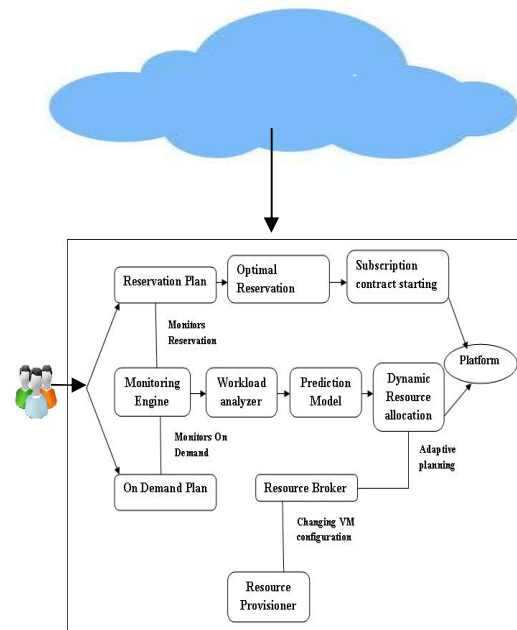 Reservation Plan
Optimal
Reservation
Subscription
contract starting
Monitors
Reservation
Platform
Monitoring
Engine
Workload
analyzer
Prediction
Model
Dynamic
Resource
allocation
Monitors On
Demand
Adaptive
planning
On Demand Plan
Resource Broker
Changing VM
configuration
Resource
Provisioner